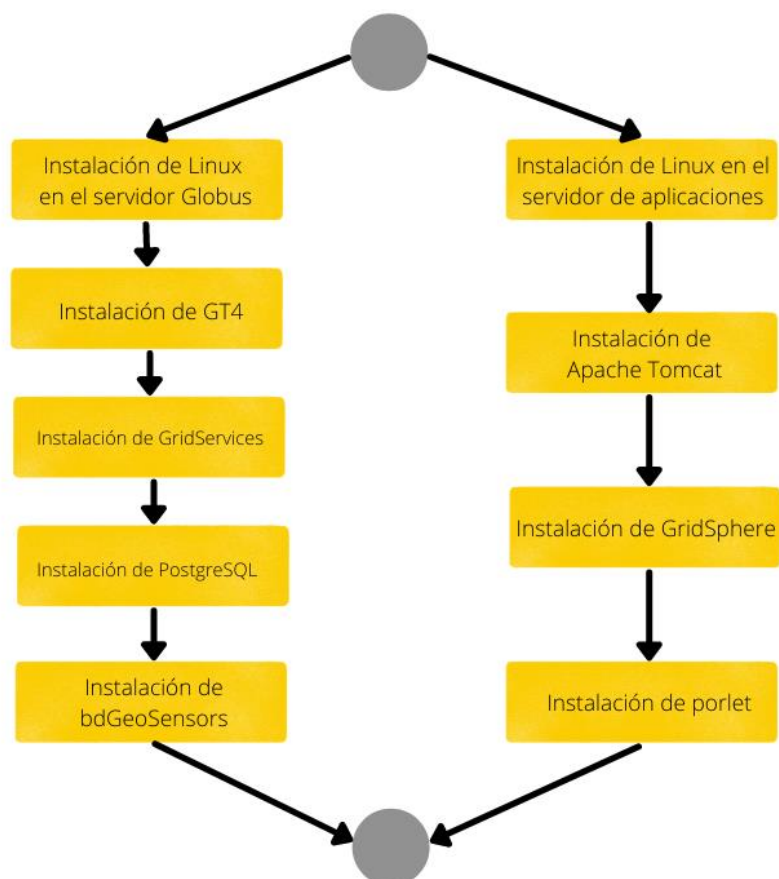 Instalación de Linux
en el servidor Globus
Instalación de GT4
Instalación de GridServices
Instalación de PostgreSQL
Instalación de
bdGeoSensors
Instalación de Linux en el
servidor de aplicaciones
Instalación de
Apache Tomcat
Instalación de GridSphere
Instalación de porlet